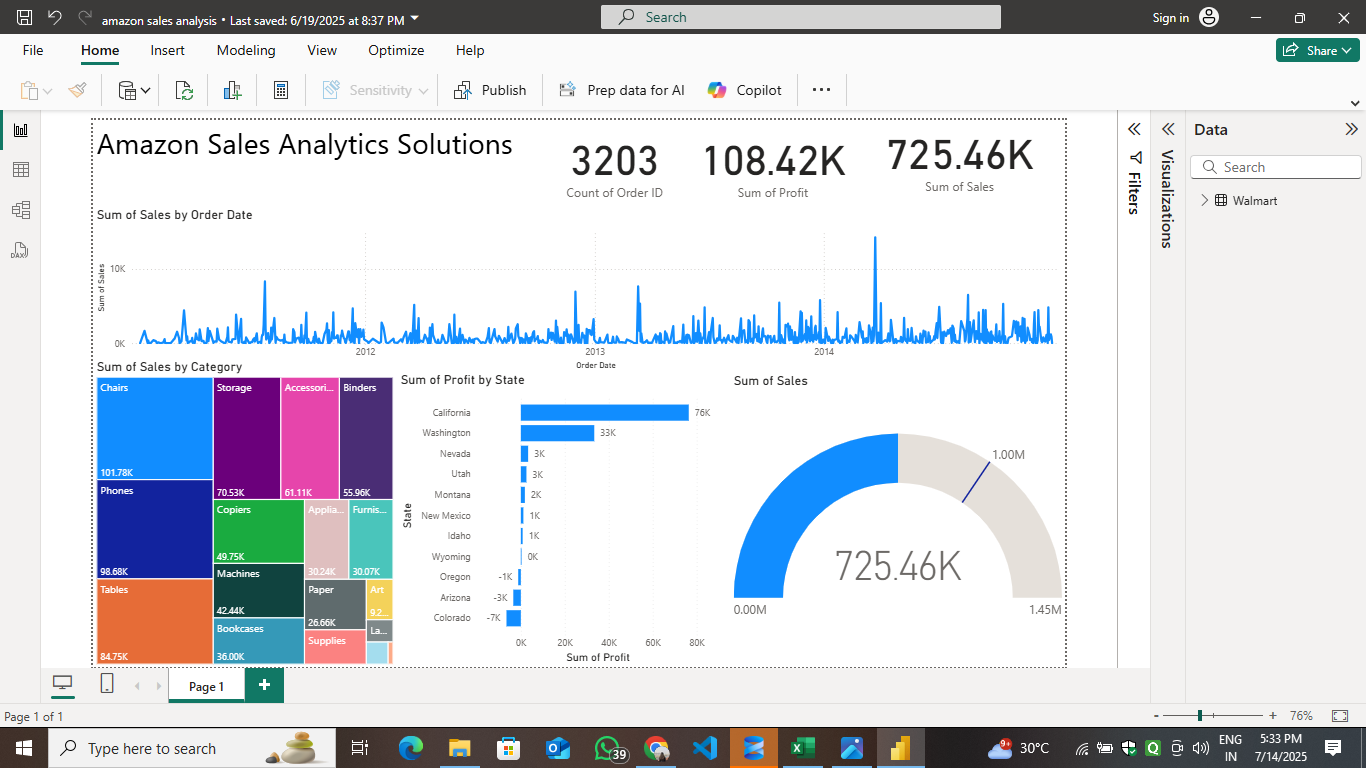 amazon sales analysis • Last saved: 6/19/2025 at 8:37 PM
Search
Sign in
File Home Insert Modeling View Optimize Help
Share
Sensitivity
Publish
Prep data for AI
Copilot
Amazon Sales Analytics Solutions
3203
Count of Order ID
108.42K
Sum of Profit
725.46K
Sum of Sales
Filters
Visualizations
Data
Search
Walmart
Sum of Sales by Order Date
Sum of Sales
10K
0K
2012 2013 2014
Order Date
Sum of Sales by Category
Chairs
101.78K
Phones
98.68K
Tables
84.75K
Storage
70.53K
Accessori...
61.11K
Binders
55.96K
Copiers
49.75K
Applia...
30.24K
Furnis...
30.07K
Machines
42.44K
Bookcases
36.00K
Paper
26.66K
Supplies
Art
9.2...
La...
Sum of Profit by State
State
California 76K
Washington 33K
Nevada 3K
Utah 3K
Montana 2K
New Mexico 1K
Idaho 1K
Wyoming 0K
Oregon -1K
Arizona -3K
Colorado -7K
0K 20K 40K 60K 80K
Sum of Profit
Sum of Sales
1.00M
725.46K
0.00M 1.45M
Page 1
Page 1 of 1
- + 76%
Type here to search
39
9+
30°C
ENG
IN
5:33 PM
7/14/2025